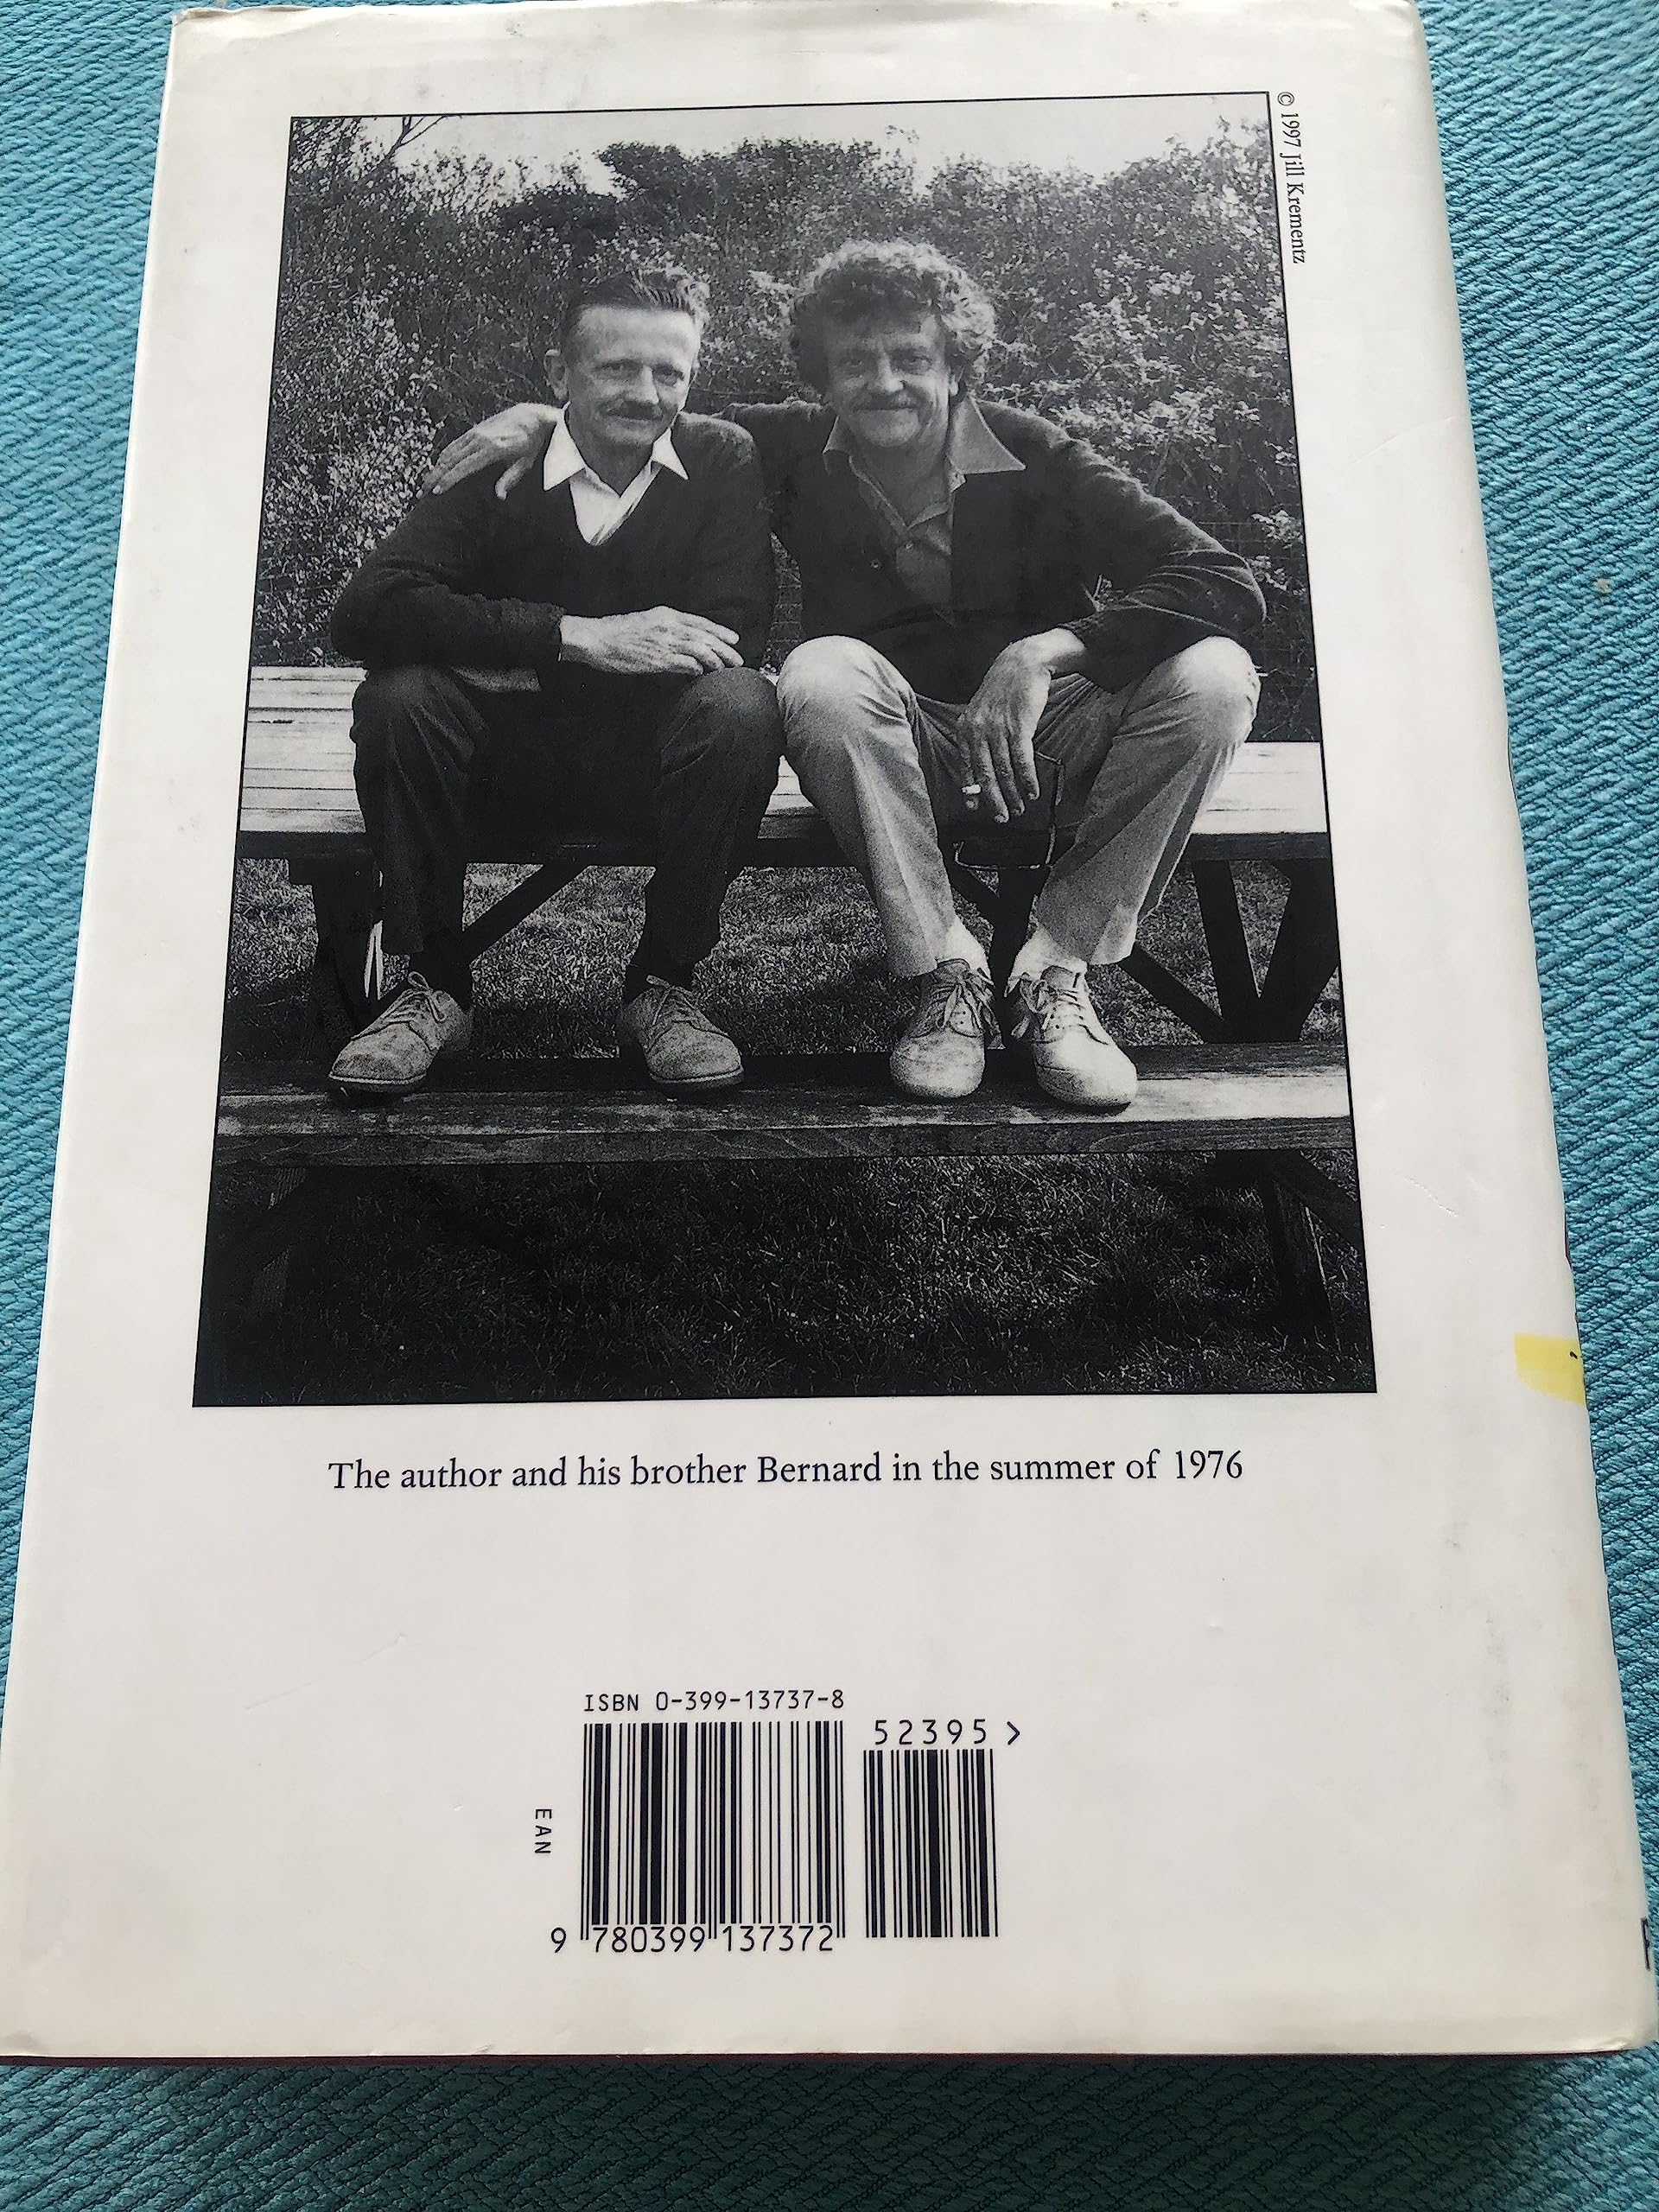 © 1997 Jill Krementz
The author and his brother Bernard in the summer of 1976
ISBN 0-399-13737-8
52395 >
EAN
9 780399 137372